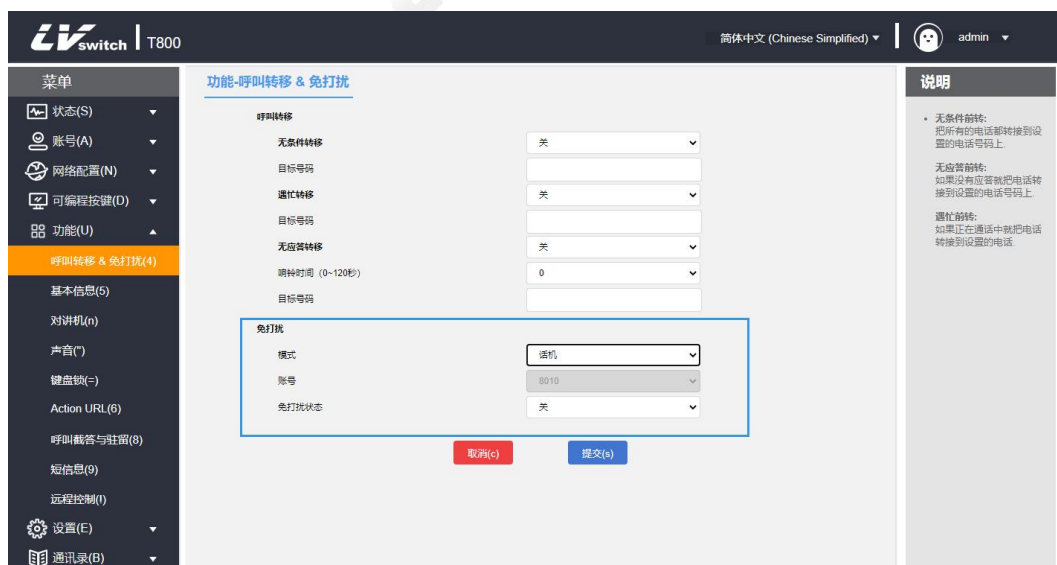 LVswitch T800
简体中文 (Chinese Simplified)
admin
菜单
状态(S)
账号(A)
网络配置(N)
可编程按键(D)
功能(U)
呼叫转移 & 免打扰(4)
基本信息(5)
对讲机(n)
声音(")
键盘锁(=)
Action URL(6)
呼叫截答与驻留(8)
短信息(9)
远程控制(!)
设置(E)
通讯录(B)
功能-呼叫转移 & 免打扰
呼叫转移
无条件转移 关
目标号码
遇忙转移 关
目标号码
无应答转移 关
响铃时间 (0~120秒) 0
目标号码
免打扰
模式 话机
账号 8010
免打扰状态 关
取消(c) 提交(s)
说明
• 无条件前转:
把所有的电话都转接到设
置的电话号码上.
无应答前转:
如果没有应答就把电话转
接到设置的电话号码上.
遇忙前转:
如果正在通话中就把电话
转接到设置的电话.